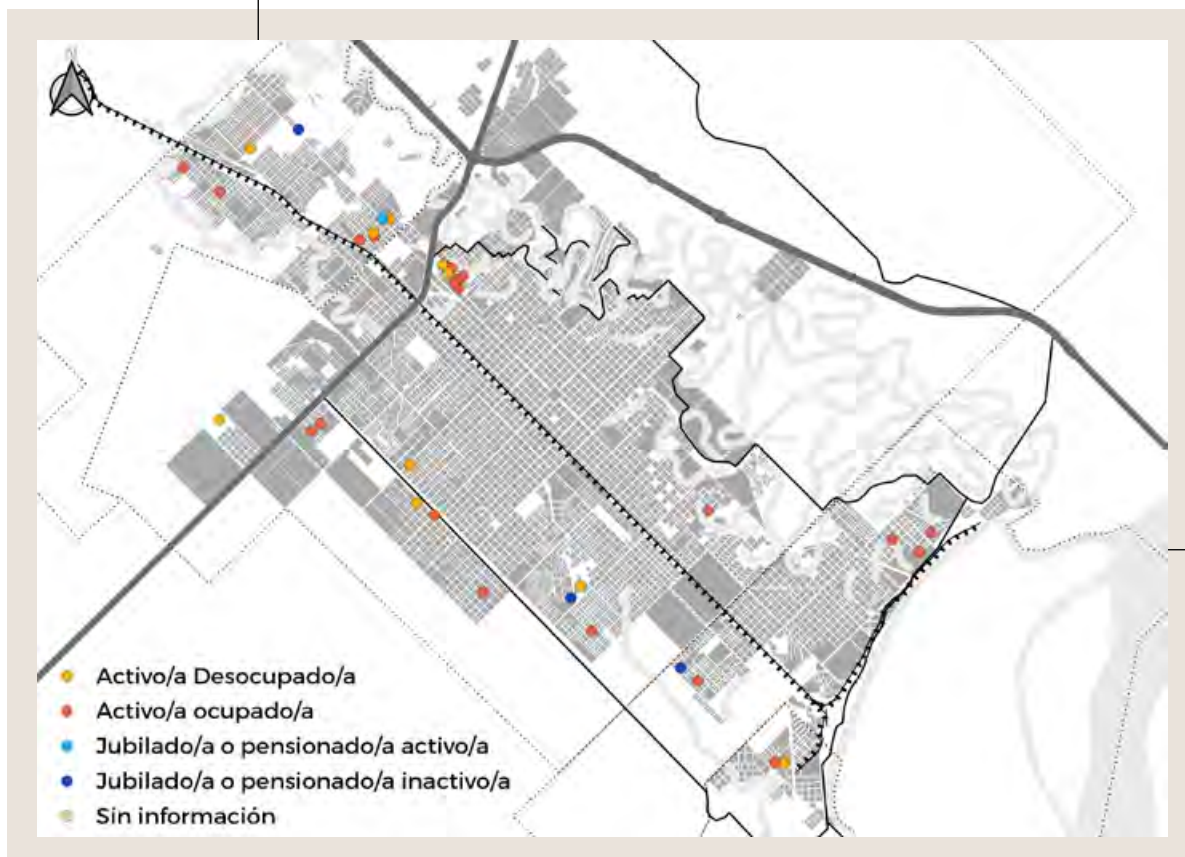 Activo/a Desocupado/a
Activo/a ocupado/a
Jubilado/a o pensionado/a activo/a
Jubilado/a o pensionado/a inactivo/a
Sin información